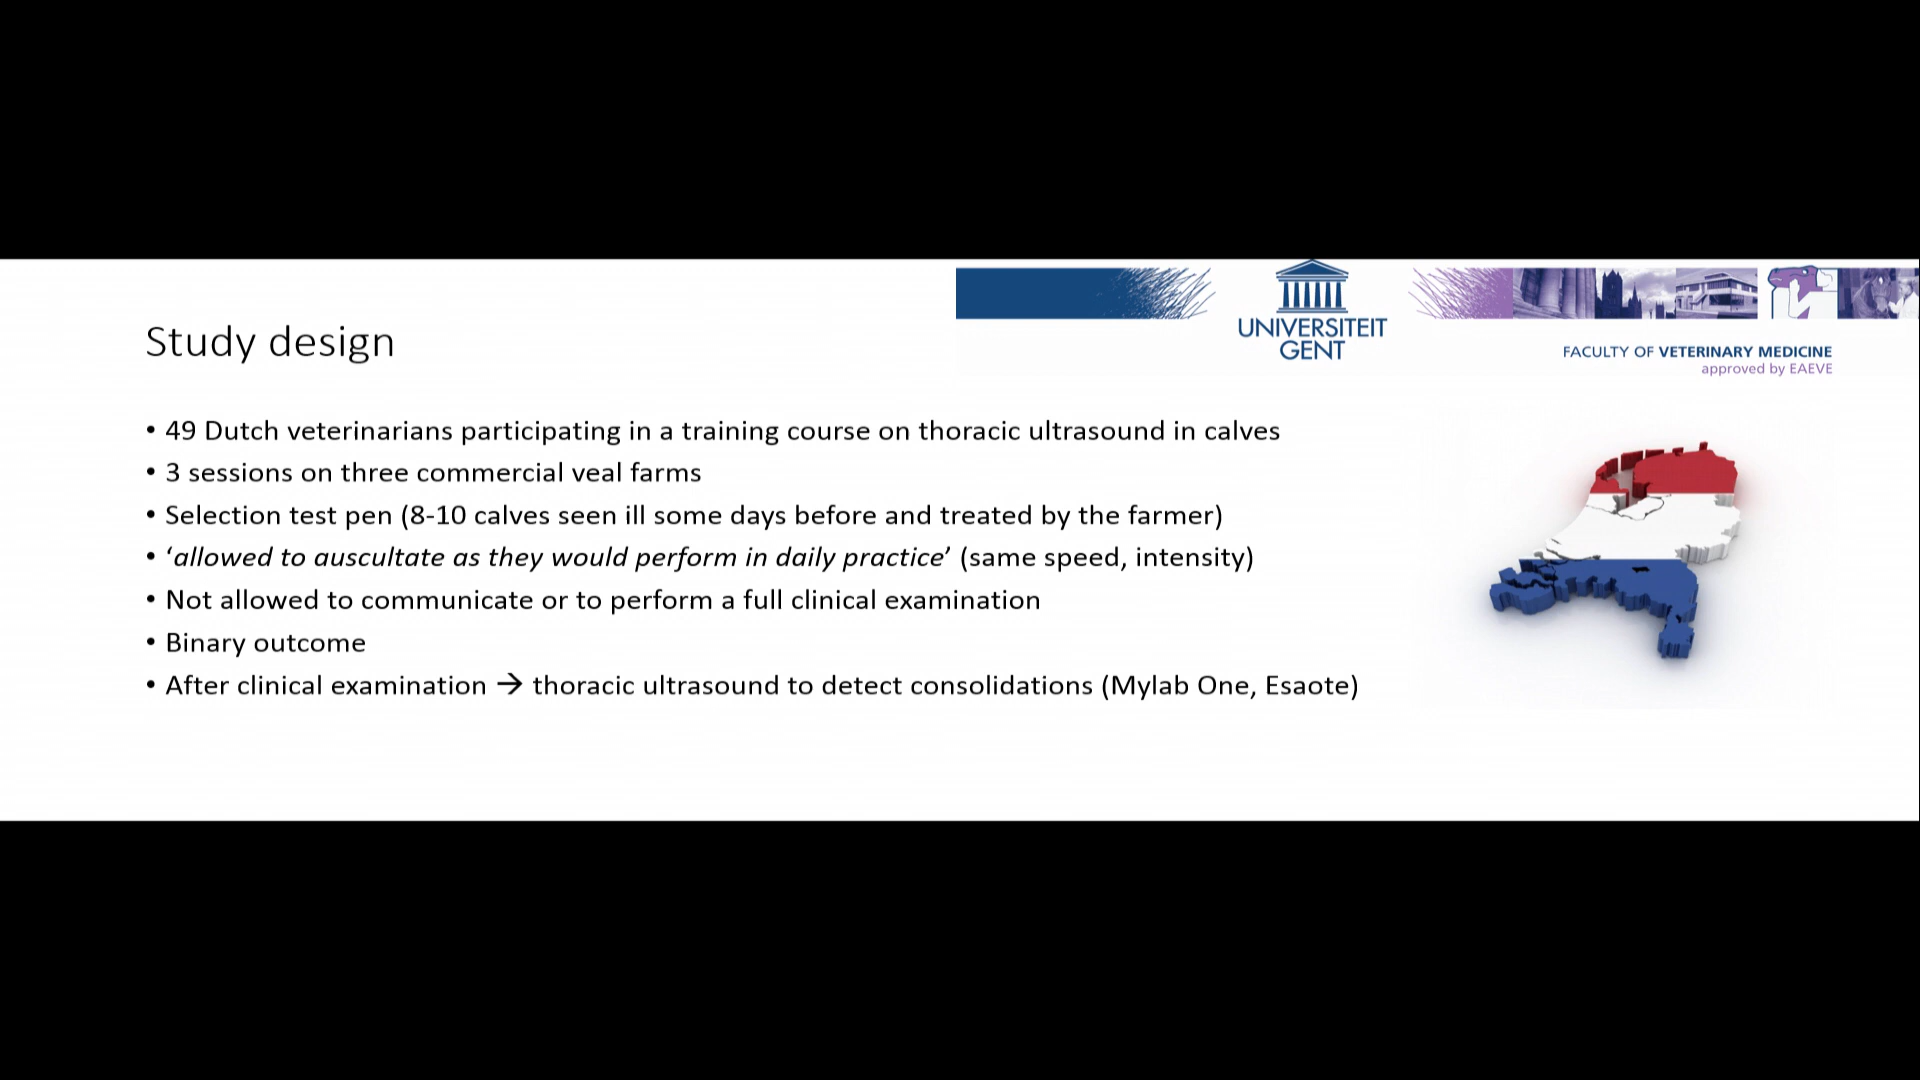 UNIVERSITEIT
GENT
FACULTY OF VETERINARY MEDICINE
approved by EAEVE
Study design
• 49 Dutch veterinarians participating in a training course on thoracic ultrasound in calves
• 3 sessions on three commercial veal farms
• Selection test pen (8-10 calves seen ill some days before and treated by the farmer)
• ‘allowed to auscultate as they would perform in daily practice’ (same speed, intensity)
• Not allowed to communicate or to perform a full clinical examination
• Binary outcome
• After clinical examination → thoracic ultrasound to detect consolidations (Mylab One, Esaote)